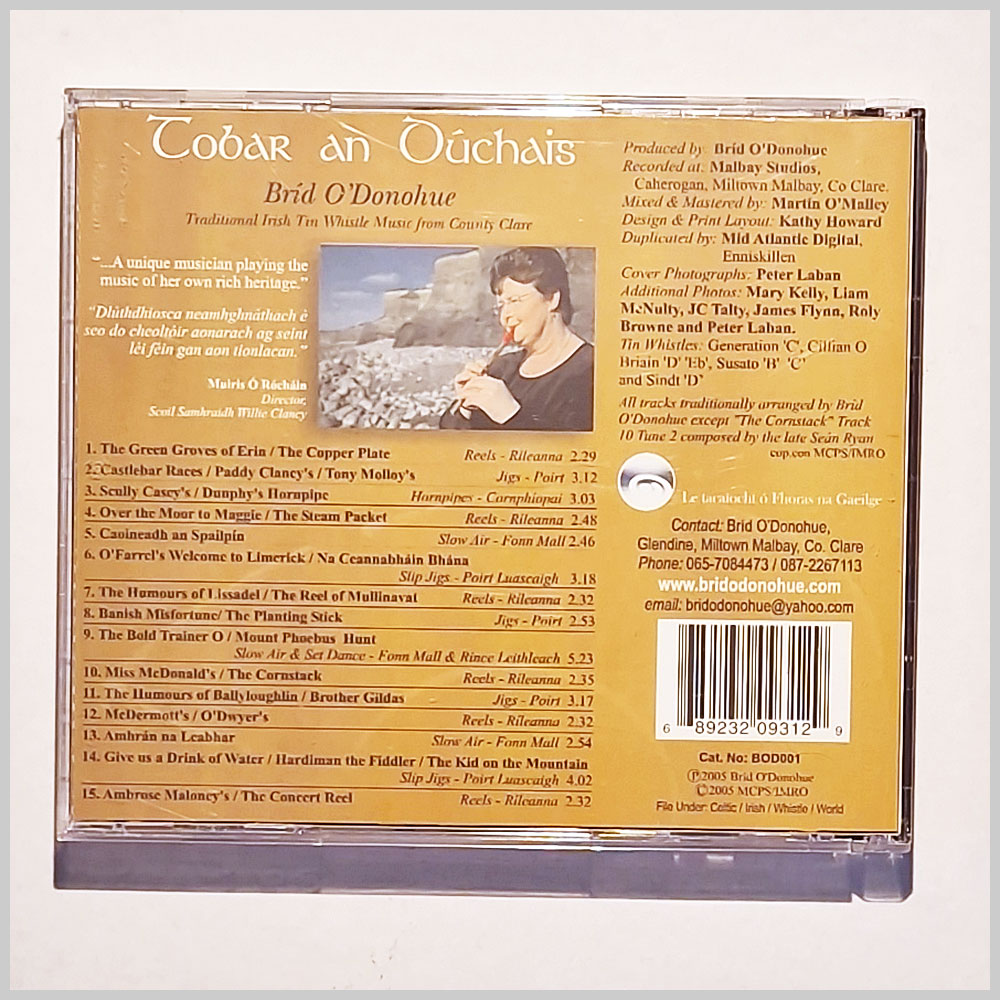 Tobar an Dúchais
Bríd O'Donohue
Traditional Irish Tin Whistle Music from County Clare
"...A unique musician playing the
music of her own rich heritage."
"Dlúthdhiosca neamhghnáthach é
seo do cheoltóir aonarach ag seint
léi féin gan aon tionlacan."
Muiris Ó Rócháin
Director,
Scoil Samhraidh Willie Clancy
1. The Green Groves of Erin / The Copper Plate Reels - Ríleanna 2.29
2. Castlebar Races / Paddy Clancy's / Tony Molloy's Jigs - Poirt 3.12
3. Scully Casey's / Dunphy's Hornpipe Hornpipes - Cornphíopaí 3.03
4. Over the Moor to Maggie / The Steam Packet Reels - Ríleanna 2.48
5. Caoineadh an Spailpín Slow Air - Fonn Mall 2.46
6. O'Farrel's Welcome to Limerick / Na Ceannabháin Bhána
Slip Jigs - Poirt Luascaigh 3.18
7. The Humours of Lissadel / The Reel of Mullinavat Reels - Ríleanna 2.32
8. Banish Misfortune/ The Planting Stick Jigs - Poirt 2.53
9. The Bold Trainer O / Mount Phoebus Hunt
Slow Air & Set Dance - Fonn Mall & Rince Leithleach 5.23
10. Miss McDonald's / The Cornstack Reels - Ríleanna 2.35
11. The Humours of Ballyloughlin / Brother Gildas Jigs - Poirt 3.17
12. McDermott's / O'Dwyer's Reels - Ríleanna 2.32
13. Amhrán na Leabhar Slow Air - Fonn Mall 2.54
14. Give us a Drink of Water / Hardiman the Fiddler / The Kid on the Mountain
Slip Jigs - Poirt Luascaigh 4.02
15. Ambrose Maloney's / The Concert Reel Reels - Ríleanna 2.32
Produced by: Bríd O'Donohue
Recorded at: Malbay Studios,
Caherogan, Miltown Malbay, Co Clare.
Mixed & Mastered by: Martin O'Malley
Design & Print Layout: Kathy Howard
Duplicated by: Mid Atlantic Digital,
Enniskillen
Cover Photographs: Peter Laban
Additional Photos: Mary Kelly, Liam
McNulty, JC Talty, James Flynn, Roly
Browne and Peter Laban.
Tin Whistles: Generation 'C', Cillian O
Briain 'D' 'Eb', Susato 'B' 'C'
and Sindt 'D'
All tracks traditionally arranged by Bríd
O'Donohue except "The Cornstack" Track
10 Tune 2 composed by the late Seán Ryan
cop.con MCPS/IMRO
Le tacaíocht ó Fhoras na Gaeilge
Contact: Bríd O'Donohue,
Glendine, Miltown Malbay, Co. Clare
Phone: 065-7084473 / 087-2267113
www.bridodonohue.com
email: bridodonohue@yahoo.com
6 89232 09312 9
Cat. No: BOD001
Ⓟ2005 Bríd O'Donohue
©2005 MCPS/IMRO
File Under: Celtic / Irish / Whistle / World